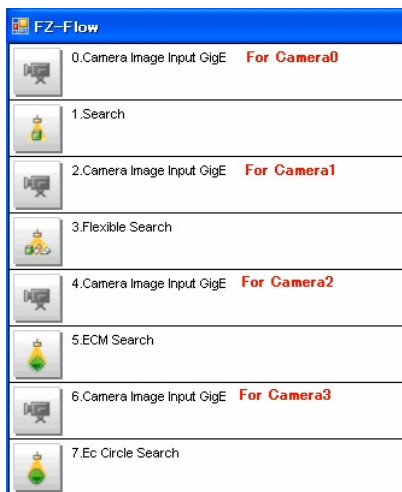 FZ-Flow
0.Camera Image Input GigE For Camera0
1.Search
2.Camera Image Input GigE For Camera1
3.Flexible Search
4.Camera Image Input GigE For Camera2
5.ECM Search
6.Camera Image Input GigE For Camera3
7.Ec Circle Search